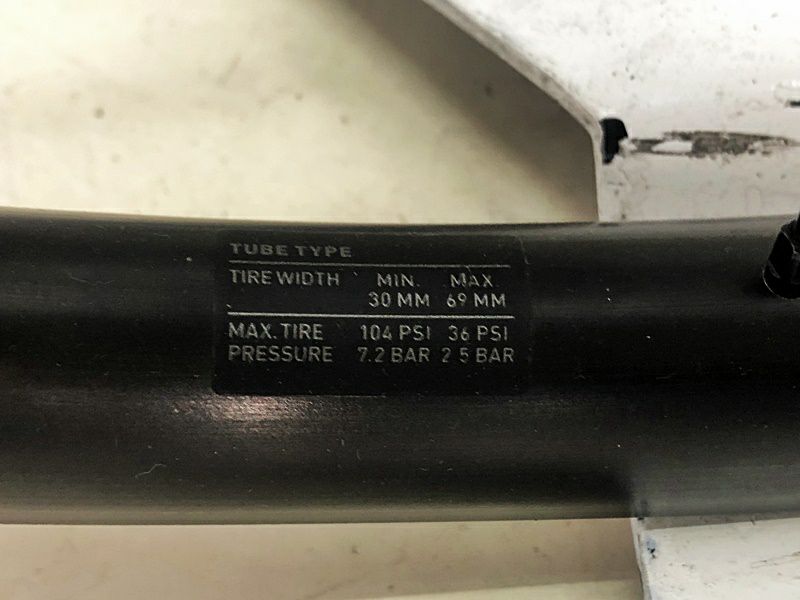 TUBE TYPE
TIRE WIDTH MIN. MAX
30 MM 69 MM
MAX. TIRE 104 PSI 36 PSI
PRESSURE 7.2 BAR 2 5 BAR